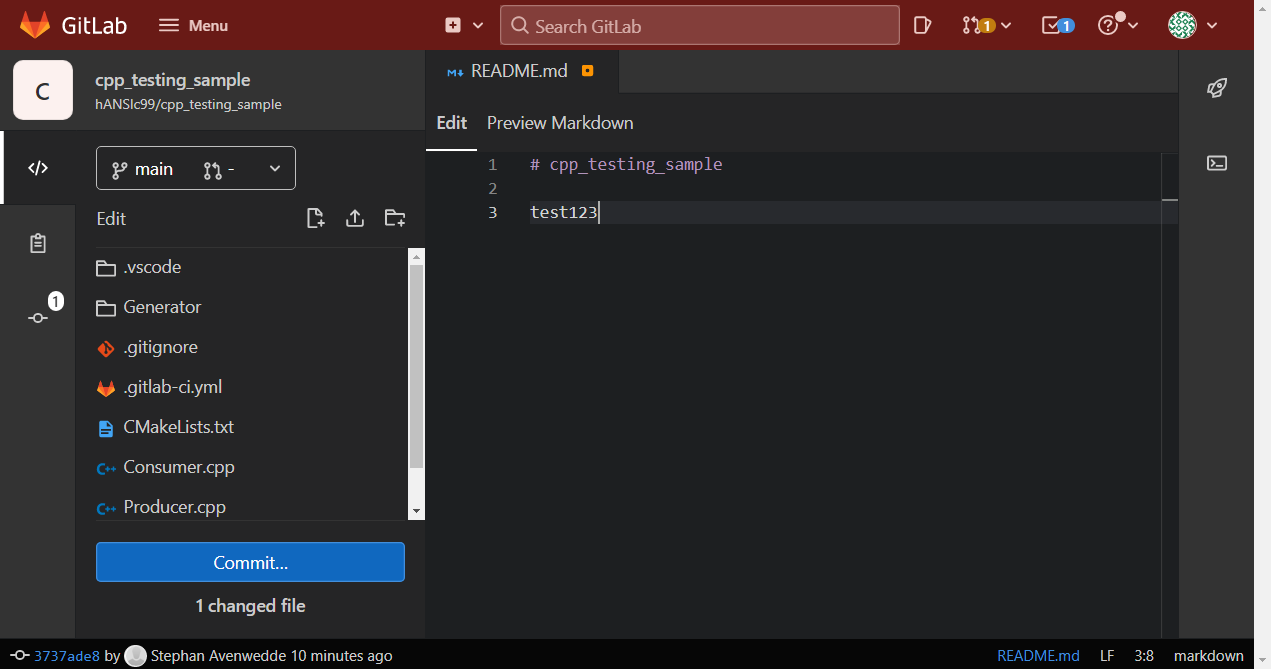 GitLab
Menu
Search GitLab
1
1
C
cpp_testing_sample
hANSIc99/cpp_testing_sample
main
-
Edit
.vscode
Generator
.gitignore
.gitlab-ci.yml
CMakeLists.txt
C++ Consumer.cpp
C++ Producer.cpp
1
Commit...
1 changed file
M↓ README.md
Edit Preview Markdown
1 # cpp_testing_sample
2
3 test123
3737ade8 by Stephan Avenwedde 10 minutes ago
README.md LF 3:8 markdown